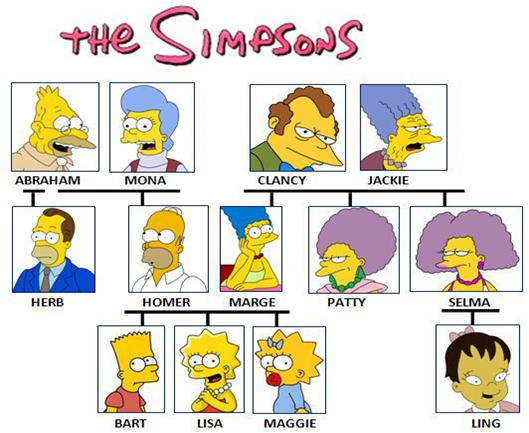 THE SIMPSONS
ABRAHAM MONA CLANCY JACKIE
HERB HOMER MARGE PATTY SELMA
BART LISA MAGGIE LING